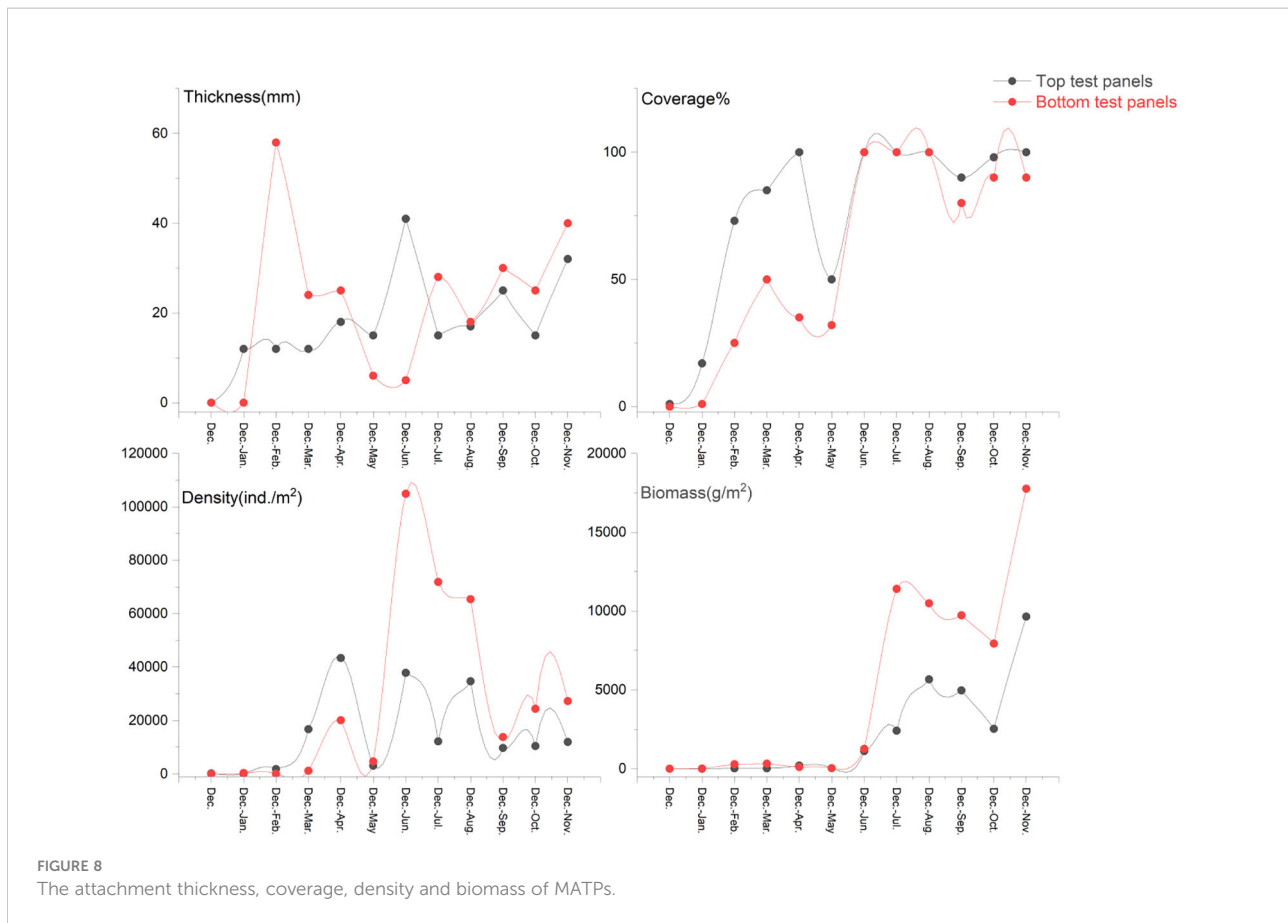 Top test panels
Bottom test panels
Thickness(mm)
60
40
20
0
Dec.
Dec.-Jan.
Dec.-Feb.
Dec.-Mar.
Dec.-Apr.
Dec.-May
Dec.-Jun.
Dec.-Jul.
Dec.-Aug.
Dec.-Sep.
Dec.-Oct.
Dec.-Nov.
Coverage%
100
50
0
Dec.
Dec.-Jan.
Dec.-Feb.
Dec.-Mar.
Dec.-Apr.
Dec.-May
Dec.-Jun.
Dec.-Jul.
Dec.-Aug.
Dec.-Sep.
Dec.-Oct.
Dec.-Nov.
Density(ind./m²)
120000
100000
80000
60000
40000
20000
0
Dec.
Dec.-Jan.
Dec.-Feb.
Dec.-Mar.
Dec.-Apr.
Dec.-May
Dec.-Jun.
Dec.-Jul.
Dec.-Aug.
Dec.-Sep.
Dec.-Oct.
Dec.-Nov.
Biomass(g/m²)
20000
15000
10000
5000
0
Dec.
Dec.-Jan.
Dec.-Feb.
Dec.-Mar.
Dec.-Apr.
Dec.-May
Dec.-Jun.
Dec.-Jul.
Dec.-Aug.
Dec.-Sep.
Dec.-Oct.
Dec.-Nov.
FIGURE 8
The attachment thickness, coverage, density and biomass of MATPs.